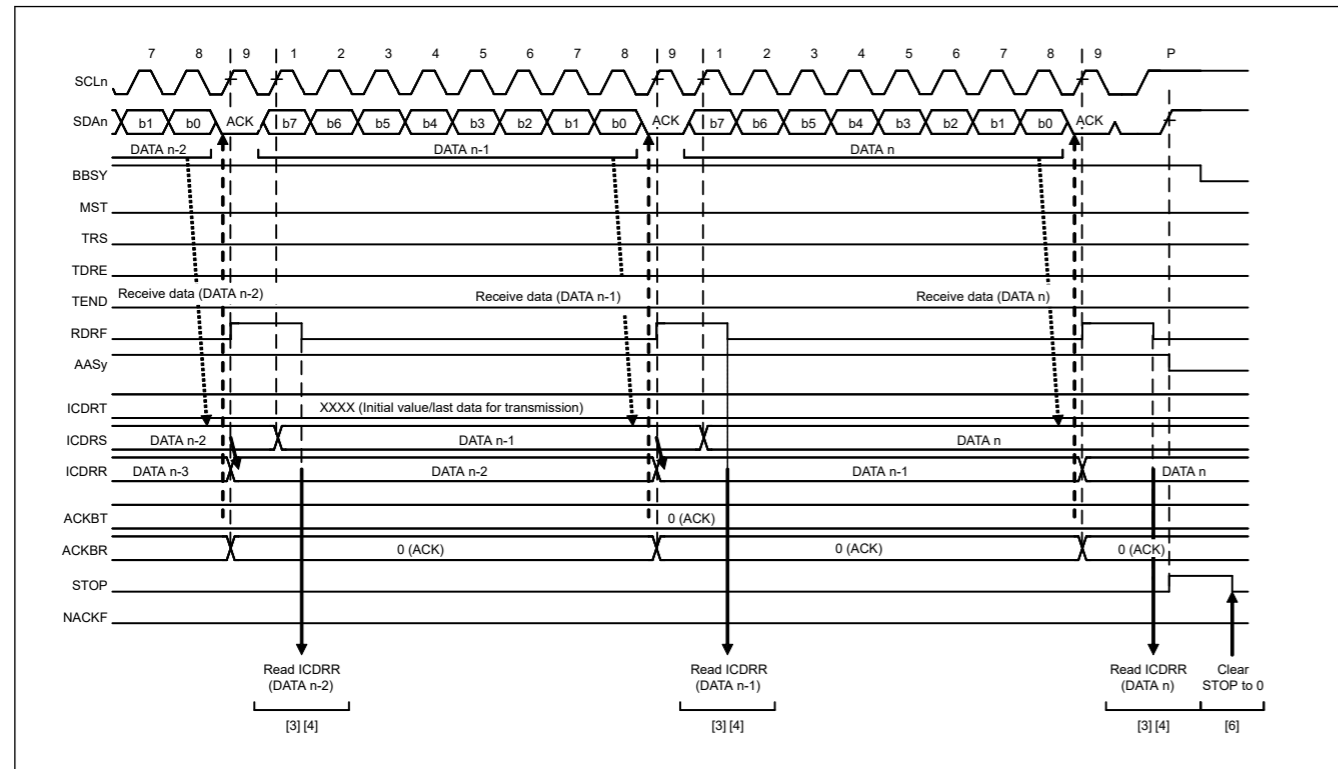 7 8 9 1 2 3 4 5 6 7 8 9 1 2 3 4 5 6 7 8 9 P
SCLn
SDAn b1 b0 ACK b7 b6 b5 b4 b3 b2 b1 b0 ACK b7 b6 b5 b4 b3 b2 b1 b0 ACK
DATA n-2 DATA n-1 DATA n
BBSY
MST
TRS
TDRE
Receive data (DATA n-2) Receive data (DATA n-1) Receive data (DATA n)
TEND
RDRF
AASy
ICDRT XXXX (Initial value/last data for transmission)
ICDRS DATA n-2 DATA n-1 DATA n
ICDRR DATA n-3 DATA n-2 DATA n-1 DATA n
ACKBT 0 (ACK)
ACKBR 0 (ACK) 0 (ACK) 0 (ACK)
STOP
NACKF
Read ICDRR Read ICDRR Read ICDRR Clear
(DATA n-2) (DATA n-1) (DATA n) STOP to 0
[3] [4] [3] [4] [3] [4] [6]